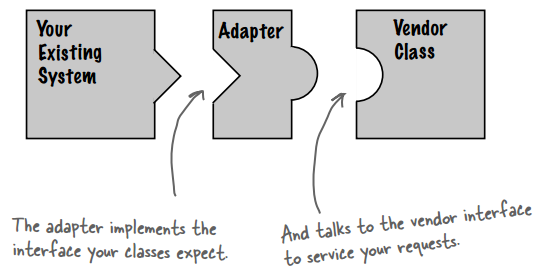 Your
Existing
System
Adapter
Vendor
Class
The adapter implements the
interface your classes expect.
And talks to the vendor interface
to service your requests.